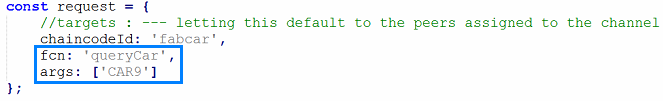 const request = {
//targets : --- letting this default to the peers assigned to the channel
chaincodeId: 'fabcar',
fcn: 'queryCar',
args: ['CAR9']
};